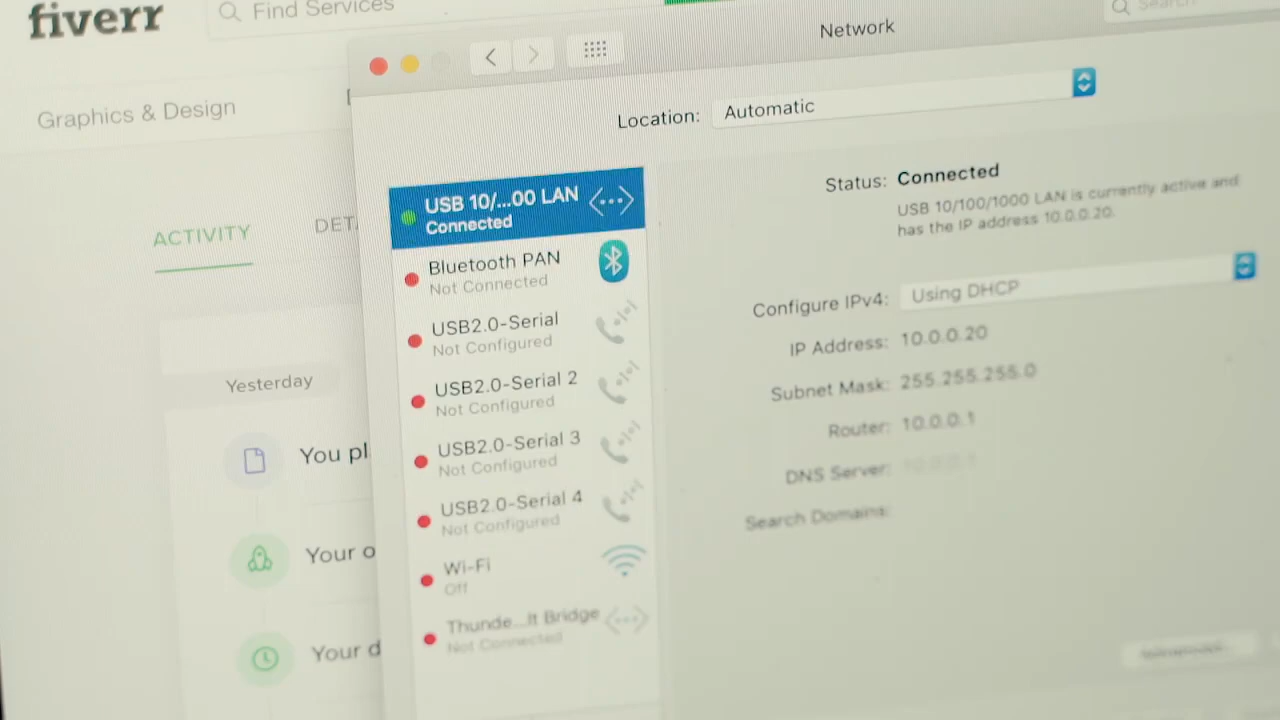 fiverr
Find Services
Graphics & Design
ACTIVITY
DET
Yesterday
You pl
Your o
Your d
Network
Search
Location: Automatic
USB 10/...00 LAN
Connected
Bluetooth PAN
Not Connected
USB2.0-Serial
Not Configured
USB2.0-Serial 2
Not Configured
USB2.0-Serial 3
Not Configured
USB2.0-Serial 4
Not Configured
Wi-Fi
Off
Thunde...lt Bridge
Not Connected
Status: Connected
USB 10/100/1000 LAN is currently active and
has the IP address 10.0.0.20.
Configure IPv4: Using DHCP
IP Address: 10.0.0.20
Subnet Mask: 255.255.255.0
Router: 10.0.0.1
DNS Server: 10.0.0.1
Search Domains: